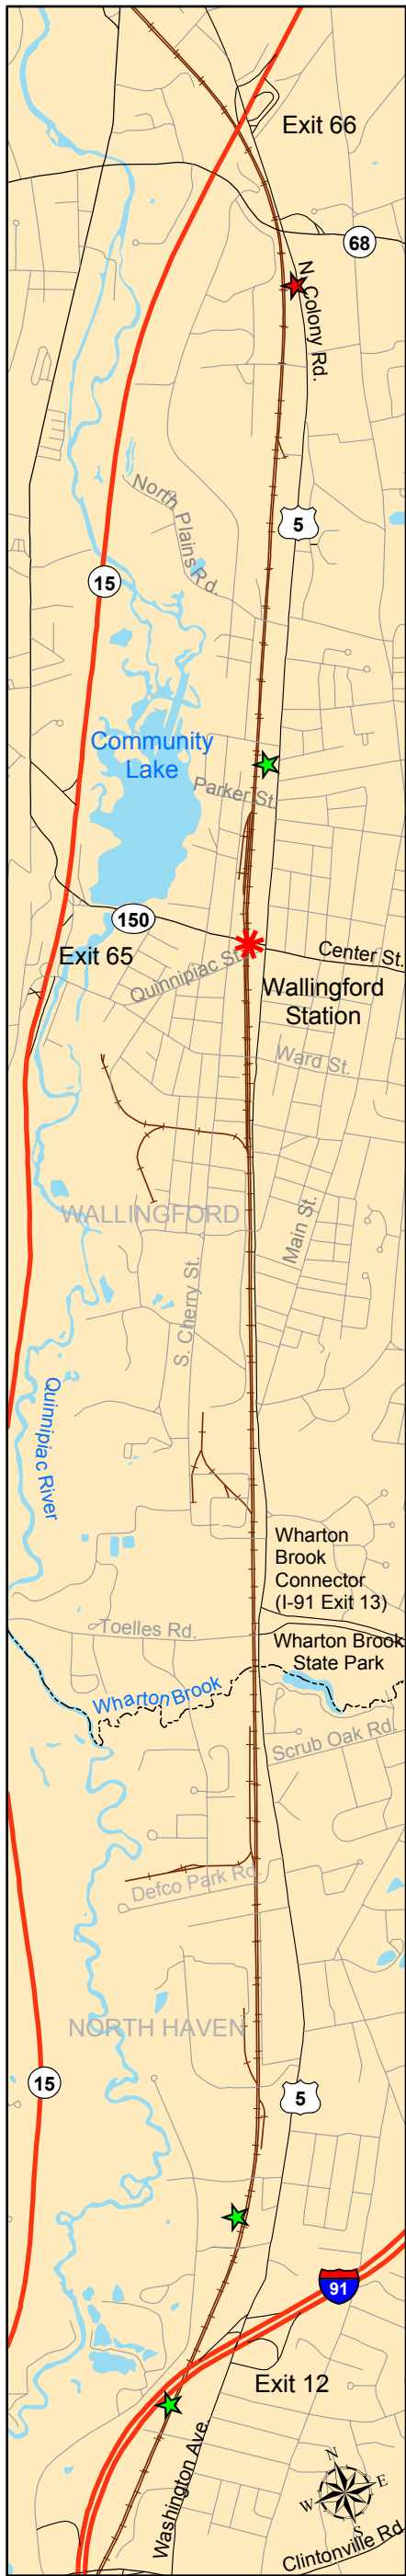 Exit 66
68
N. Colony Rd.
North Plains Rd.
5
15
Community
Lake
Parker St.
150
Center St.
Exit 65
Quinnipiac St.
Wallingford
Station
Ward St.
WALLINGFORD
Main St.
S. Cherry St.
Quinnipiac River
Wharton
Brook
Connector
(I-91 Exit 13)
Toelles Rd.
Wharton Brook
State Park
Wharton Brook
Scrub Oak Rd.
Defco Park Rd.
NORTH HAVEN
15
5
91
Exit 12
Washington Ave.
N
E
W
S
Clintonville Rd.